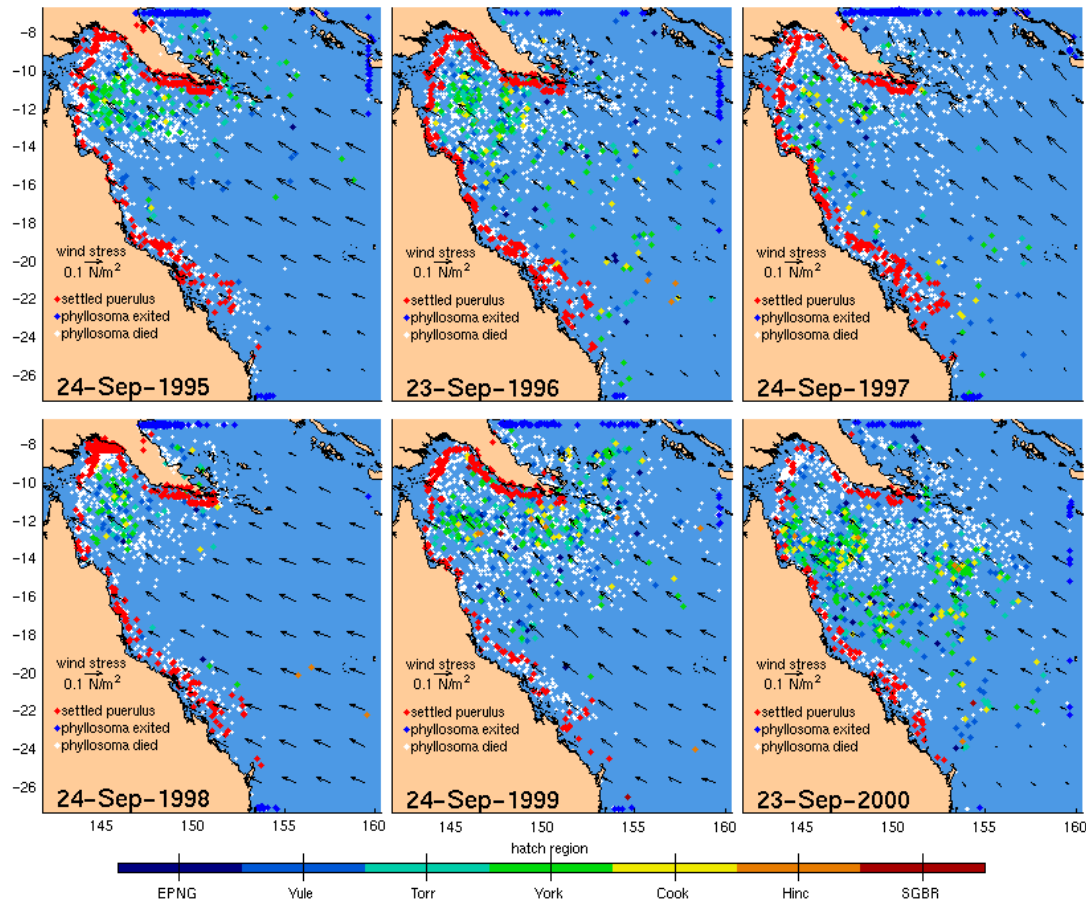 -8
-10
-12
-14
-16
-18
-20
-22
-24
-26
wind stress
0.1 N/m²
settled puerulus
phyllosoma exited
phyllosoma died
24-Sep-1995
wind stress
0.1 N/m²
settled puerulus
phyllosoma exited
phyllosoma died
23-Sep-1996
wind stress
0.1 N/m²
settled puerulus
phyllosoma exited
phyllosoma died
24-Sep-1997
-8
-10
-12
-14
-16
-18
-20
-22
-24
-26
wind stress
0.1 N/m²
settled puerulus
phyllosoma exited
phyllosoma died
24-Sep-1998
wind stress
0.1 N/m²
settled puerulus
phyllosoma exited
phyllosoma died
24-Sep-1999
wind stress
0.1 N/m²
settled puerulus
phyllosoma exited
phyllosoma died
23-Sep-2000
145 150 155 160 145 150 155 160 145 150 155 160
hatch region
EPNG Yule Torr York Cook Hinc SGBR